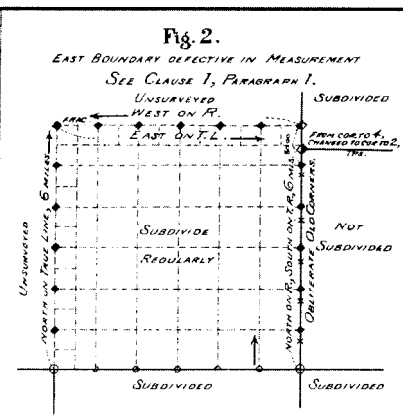 Fig. 2.
EAST BOUNDARY DEFECTIVE IN MEASUREMENT
SEE CLAUSE 1, PARAGRAPH 1.
UNSURVEYED
SUBDIVIDED
FRAC
WEST ON R.
EAST ON T.L.
FROM COR. TO 4,
CHANGED TO COR. TO 2,
TPS.
UNSURVEYED
NORTH ON TRUE LINE, 6 MILES
SUBDIVIDE
REGULARLY
NORTH ON R., SOUTH ON T.R., 6 MIS.
OBLITERATE OLD CORNERS.
NOT
SUBDIVIDED
SUBDIVIDED
SUBDIVIDED